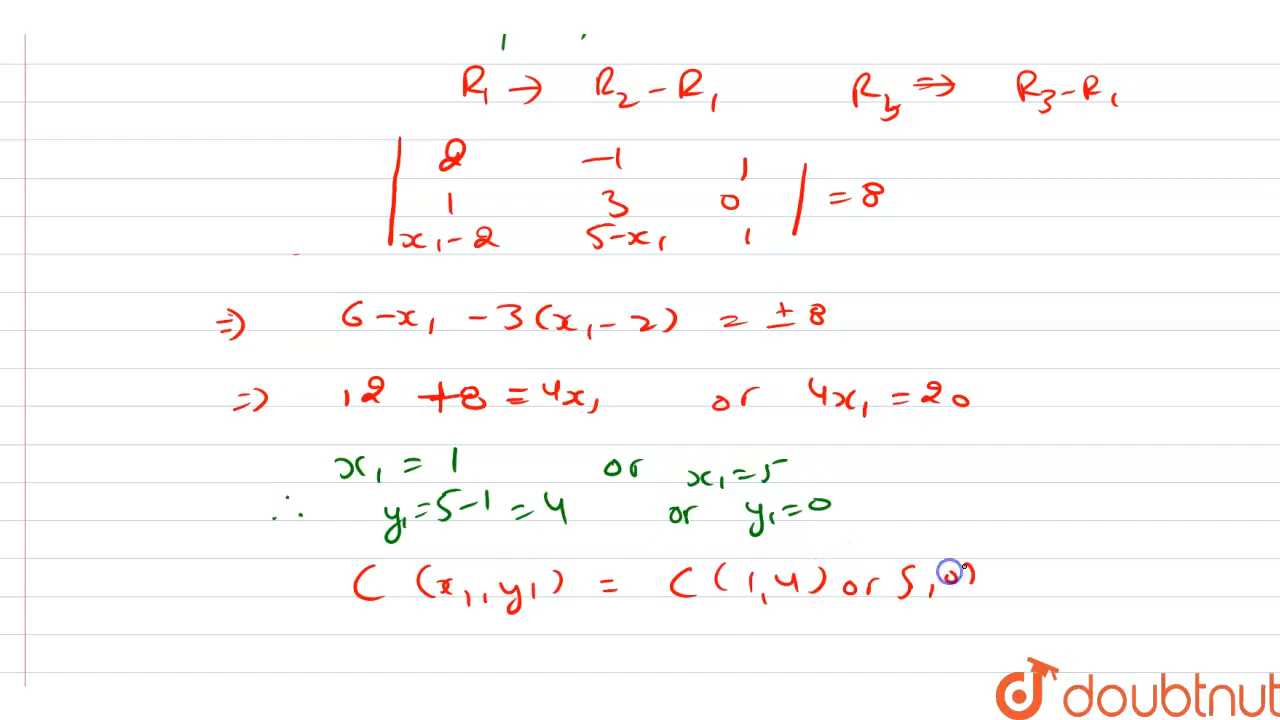 R₁ → R₂ - R₁ R₃ ⇒ R₃ - R₁
| 2 -1 1 |
| 1 3 0 | = 8
| x₁-2 5-x₁ 1 |
⇒ 6-x₁ -3(x₁-2) = ±8
⇒ 12 +8 = 4x₁ or 4x₁ = 20
x₁ = 1 or x₁ = 5
∴ y₁ = 5-1 = 4 or y₁ = 0
C (x₁, y₁) = C (1,4) or 5,0)
doubtnut